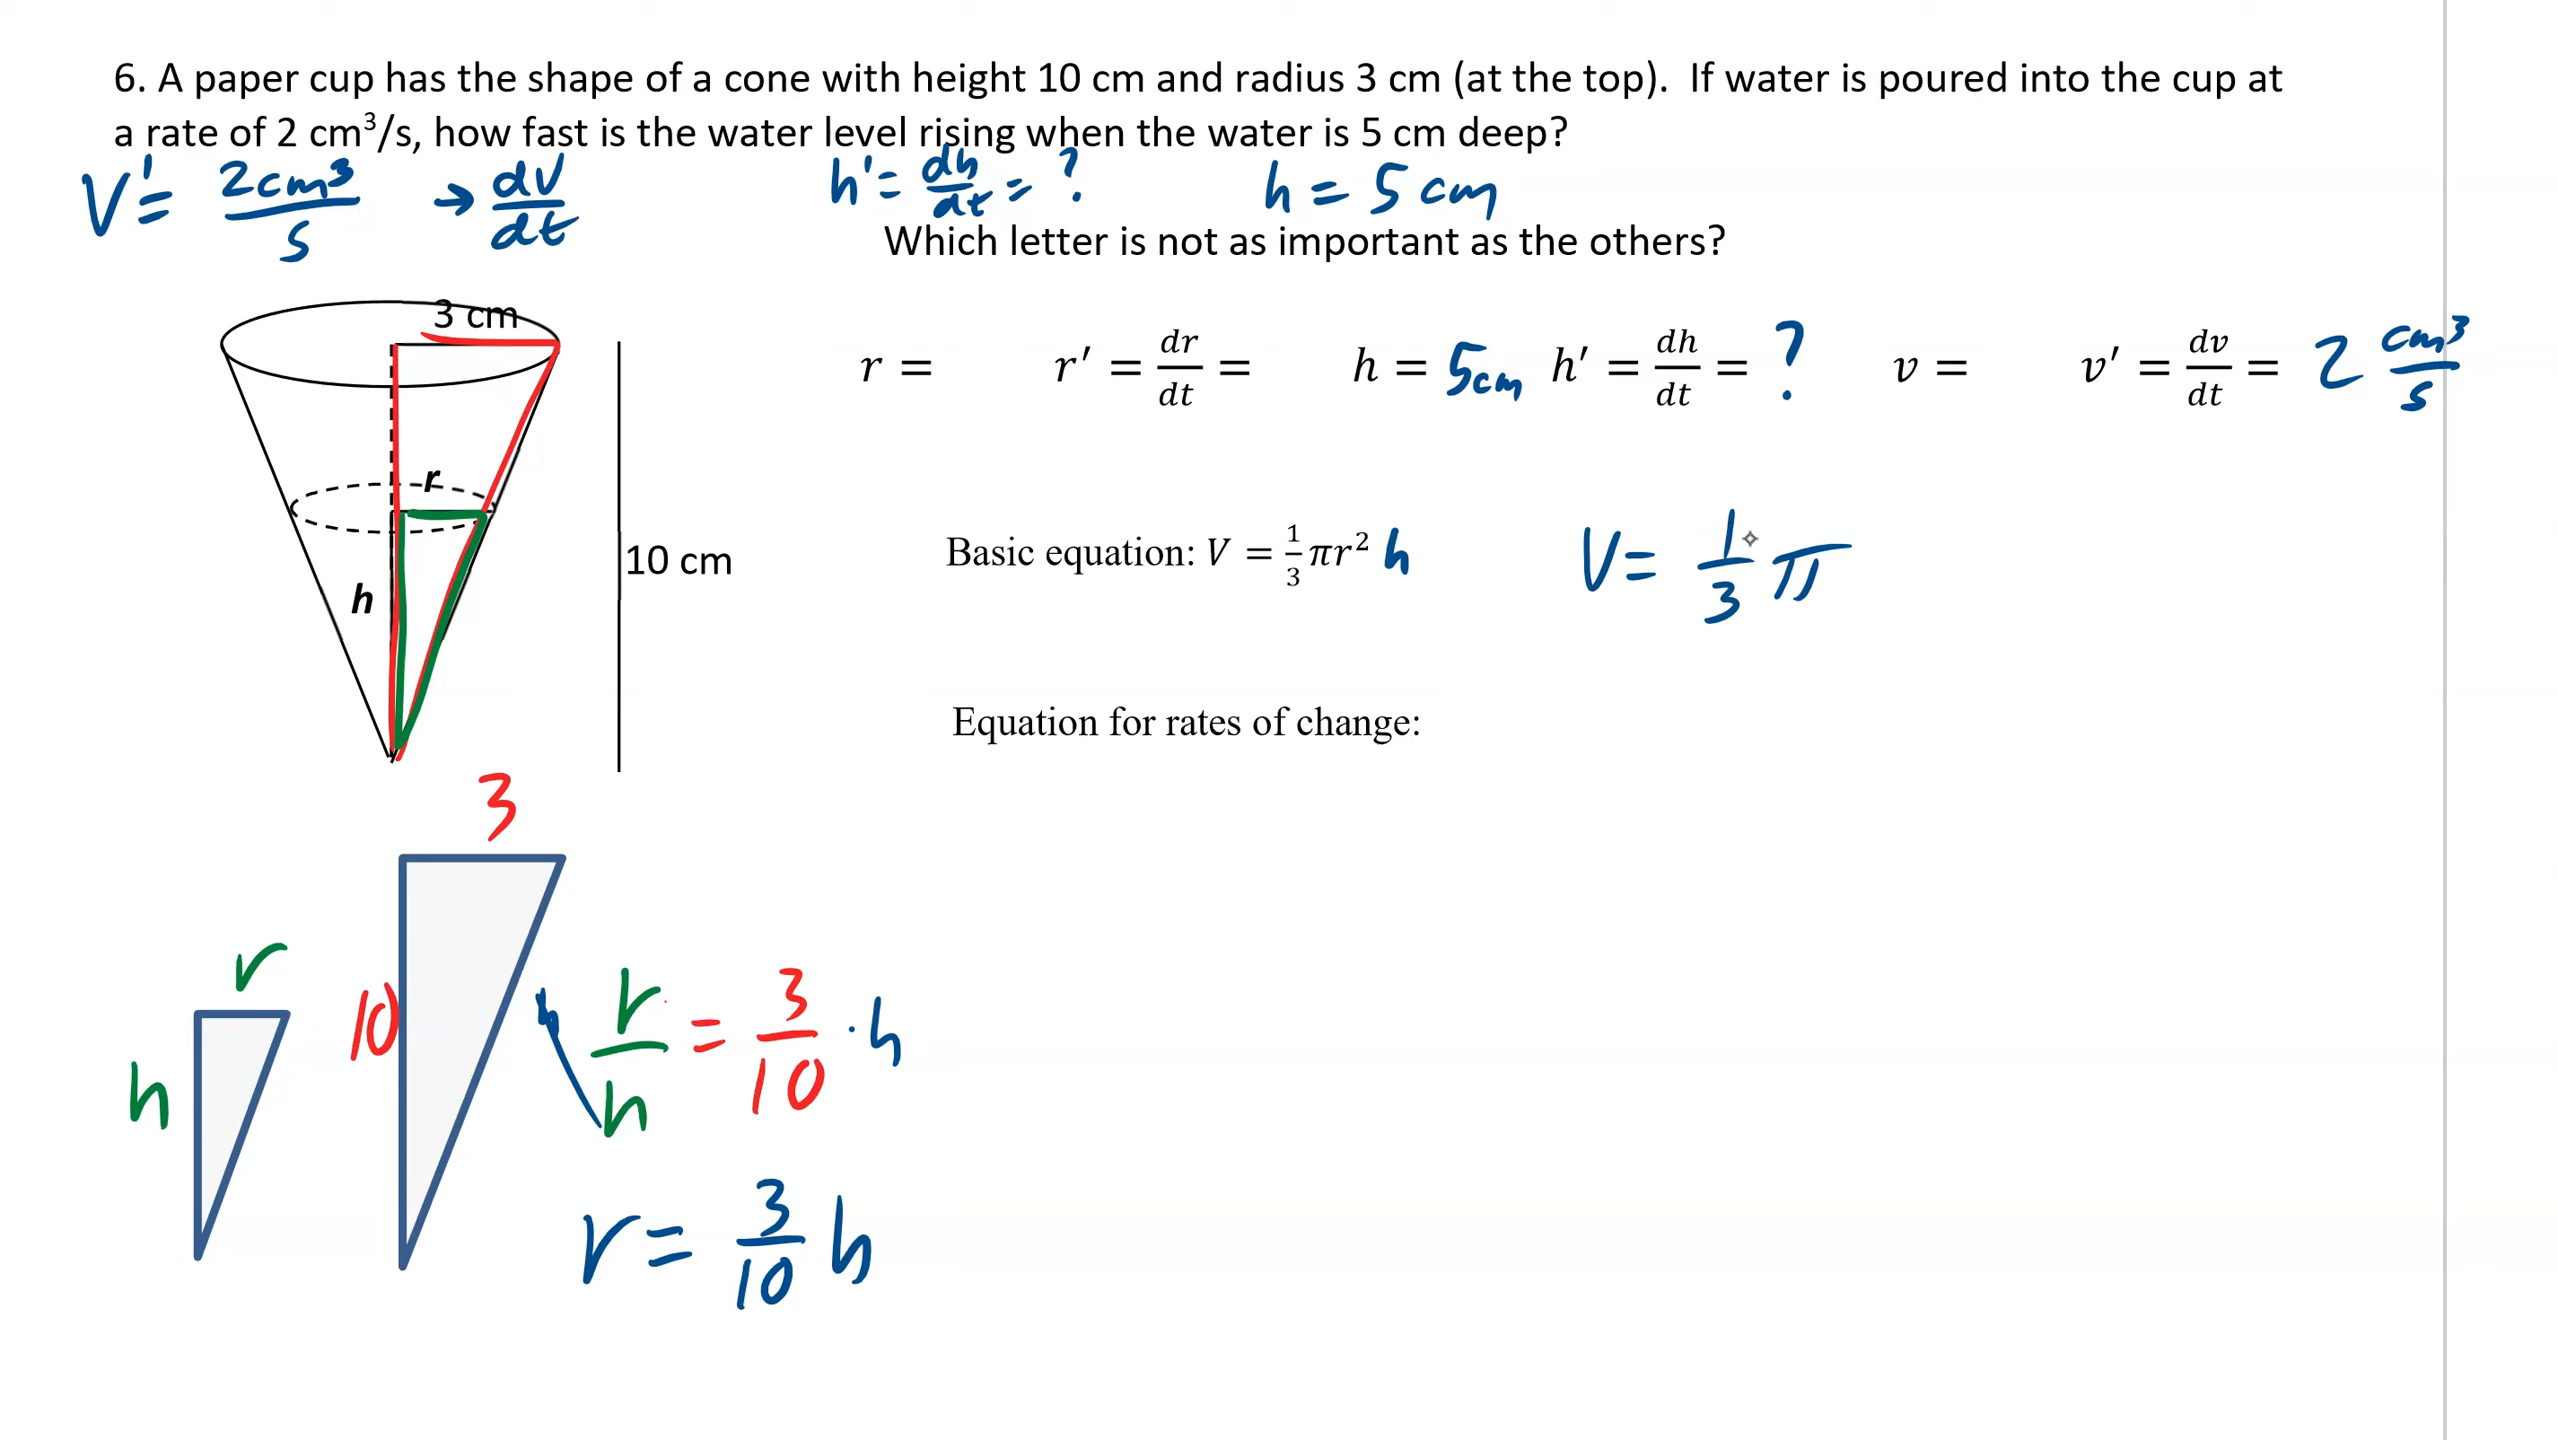 6. A paper cup has the shape of a cone with height 10 cm and radius 3 cm (at the top). If water is poured into the cup at
a rate of 2 cm³/s, how fast is the water level rising when the water is 5 cm deep?
V' = 2cm³/s → dV/dt h' = dh/dt = ? h = 5 cm
Which letter is not as important as the others?
3 cm
r = r′ = dr/dt = h = 5cm h′ = dh/dt = ? v = v′ = dv/dt = 2 cm³/s
r
Basic equation: V = 1/3 πr² h V = 1/3 π
10 cm
h
Equation for rates of change:
3
r
10
h · r/h = 3/10 · h
h
r = 3/10 h